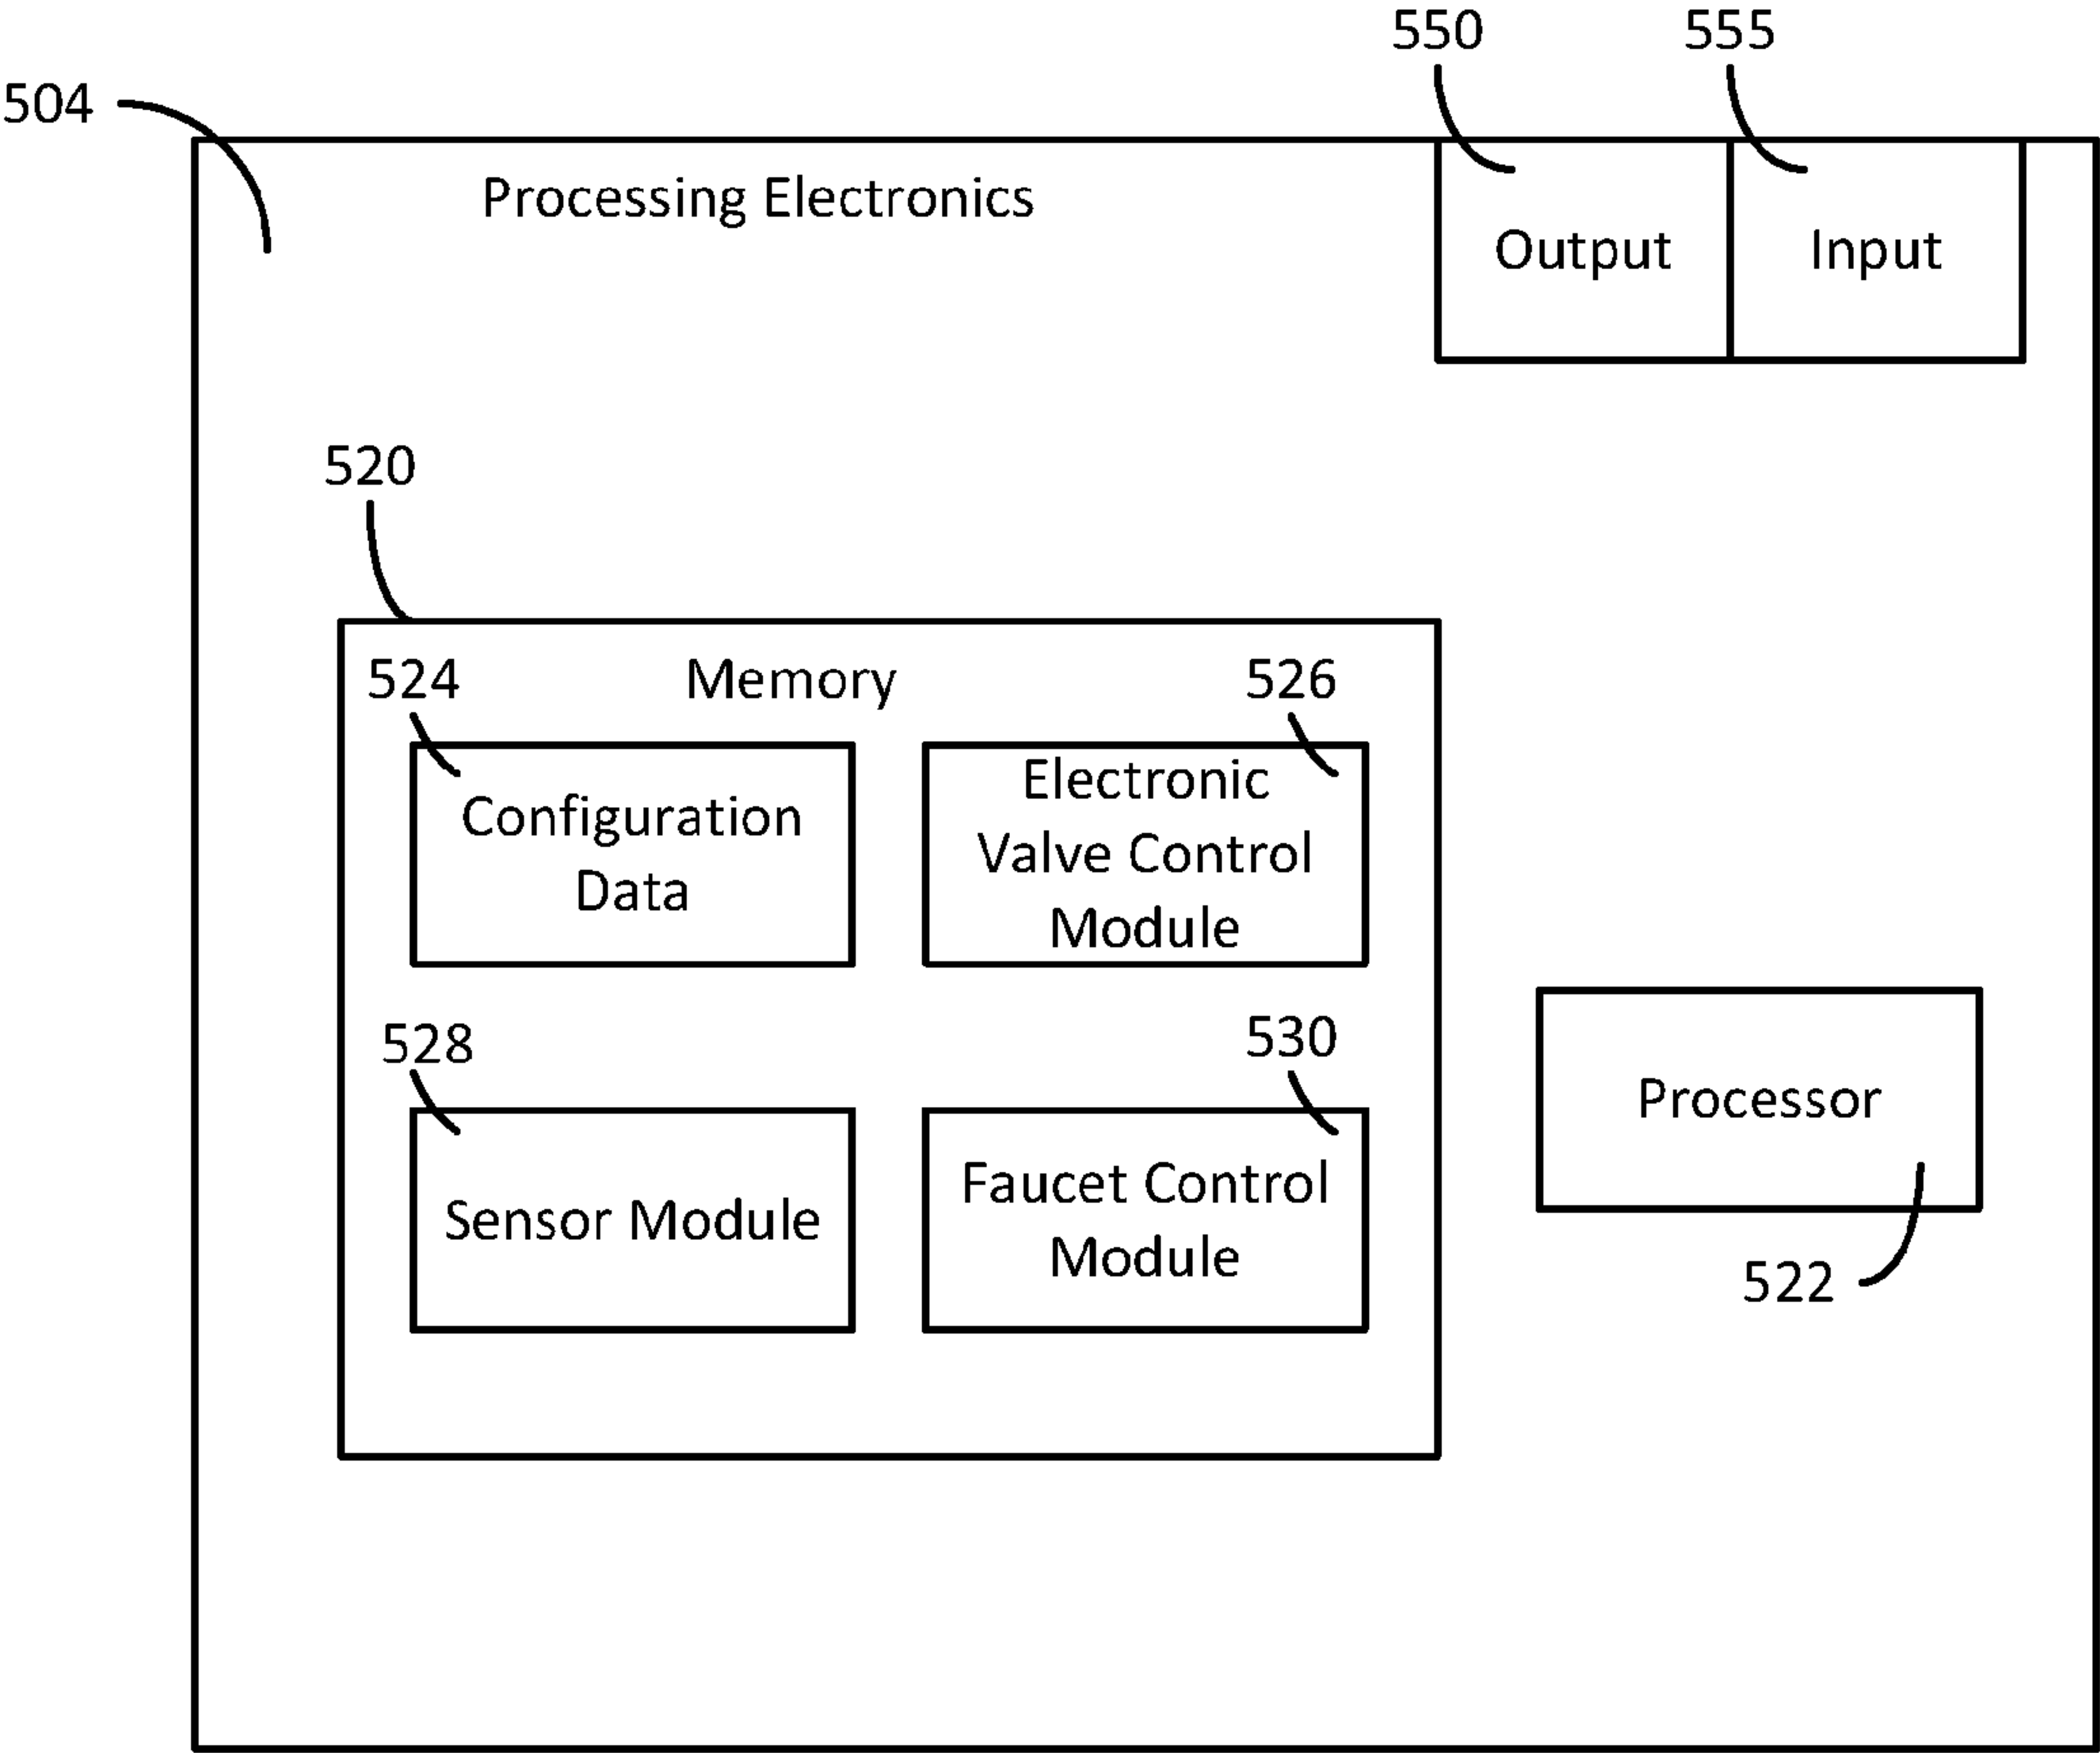 550
555
504
Processing Electronics
Output
Input
520
524
Memory
526
Configuration
Data
Electronic
Valve Control
Module
528
530
Sensor Module
Faucet Control
Module
Processor
522